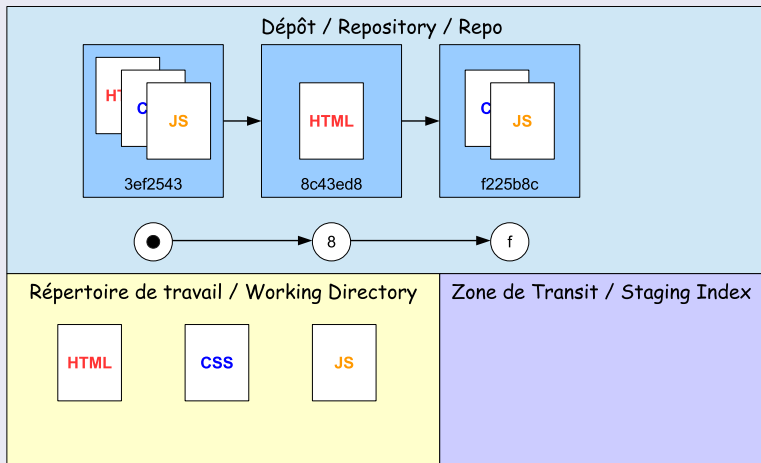 Dépôt / Repository / Repo
HT
C
JS
HTML
C
JS
3ef2543
8c43ed8
f225b8c
8
f
Répertoire de travail / Working Directory
Zone de Transit / Staging Index
HTML
CSS
JS